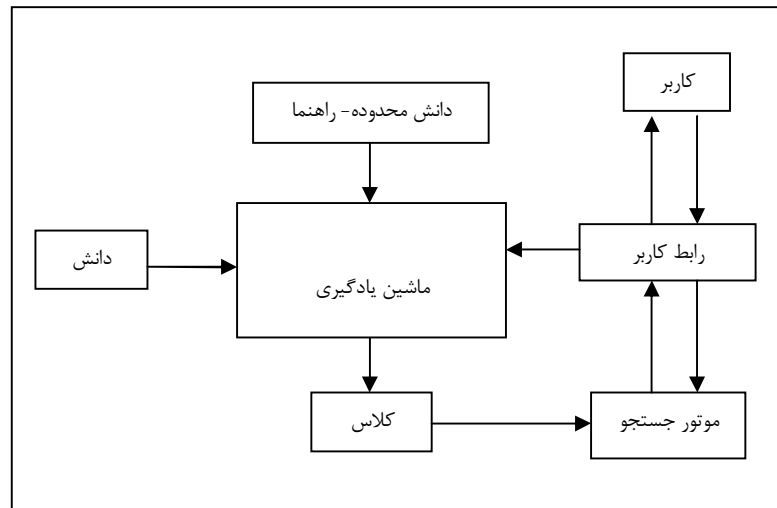 کاربر
دانش محدوده- راهنما
رابط کاربر
دانش
ماشین یادگیری
کلاس
موتور جستجو